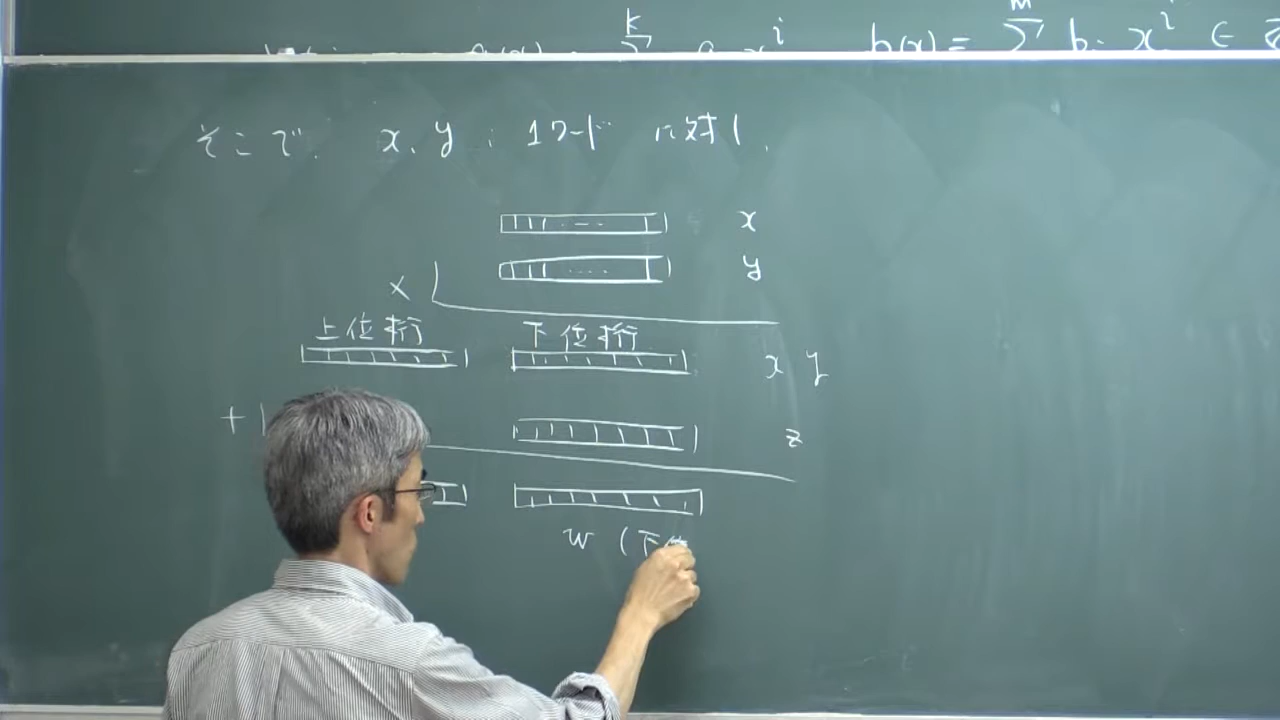 k m
Σ a x^i b(x) = Σ b_i x^i ∈
そこで、 x, y : 1ワード に対し、
x
× y
上位桁 下位桁
x y
+ z
w (下位